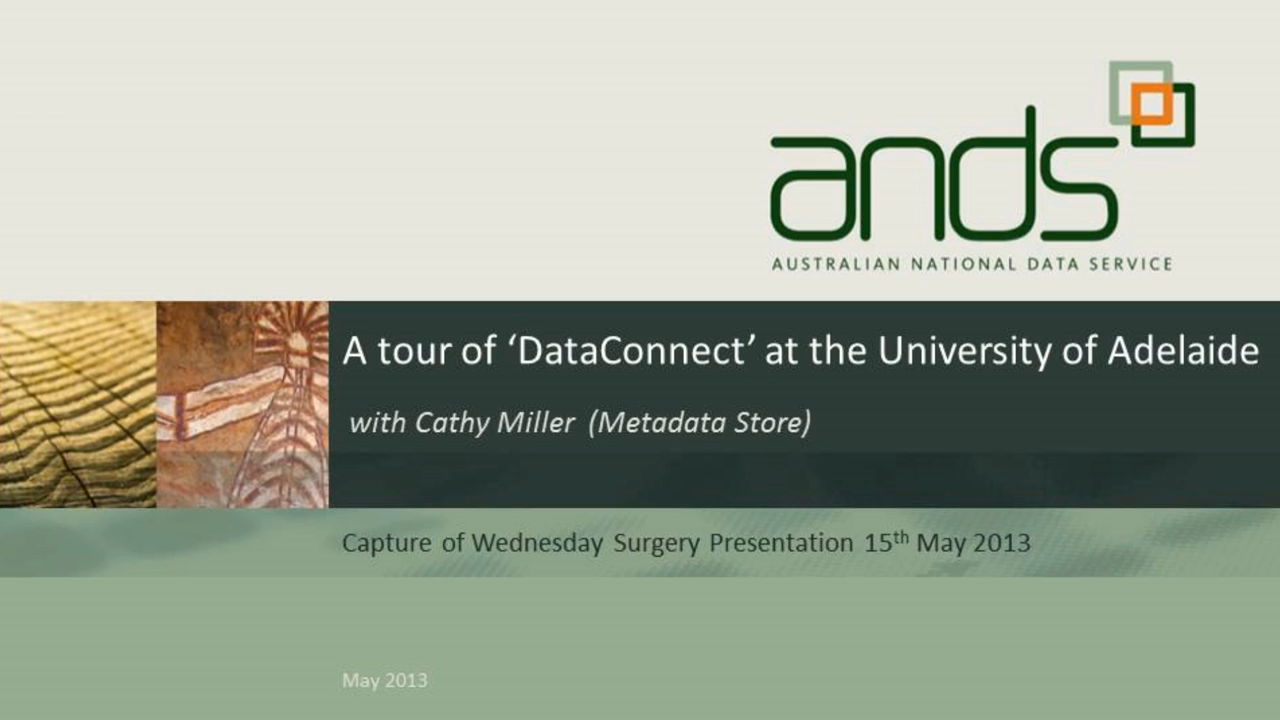 ands
AUSTRALIAN NATIONAL DATA SERVICE
A tour of ‘DataConnect’ at the University of Adelaide
with Cathy Miller (Metadata Store)
Capture of Wednesday Surgery Presentation 15th May 2013
May 2013